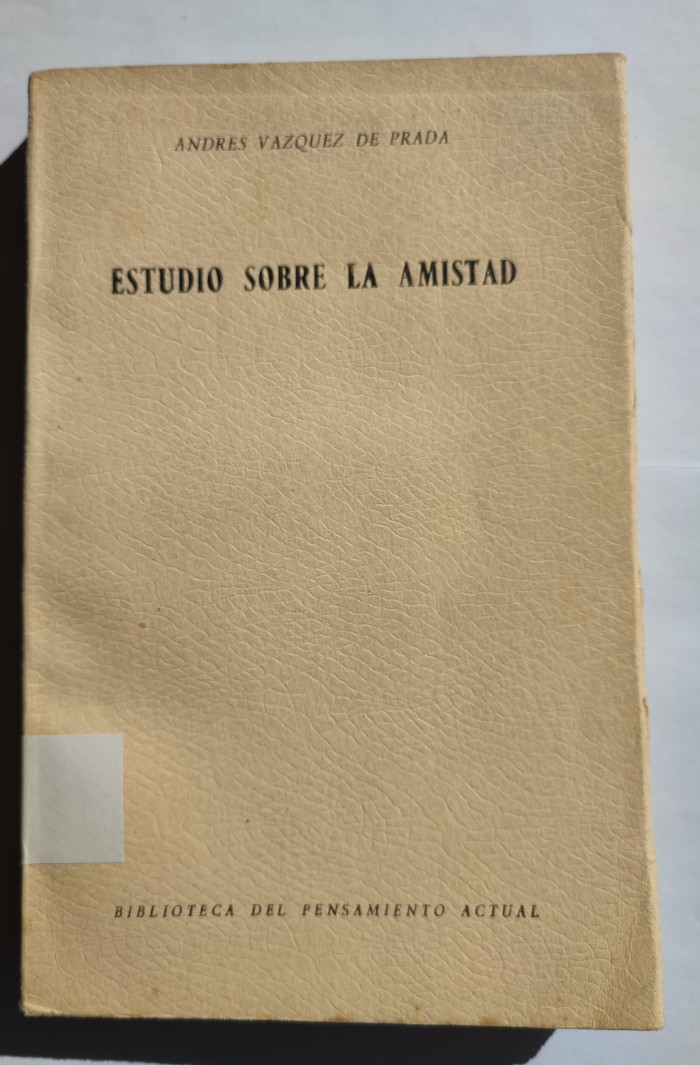 ANDRES VAZQUEZ DE PRADA
ESTUDIO SOBRE LA AMISTAD
BIBLIOTECA DEL PENSAMIENTO ACTUAL